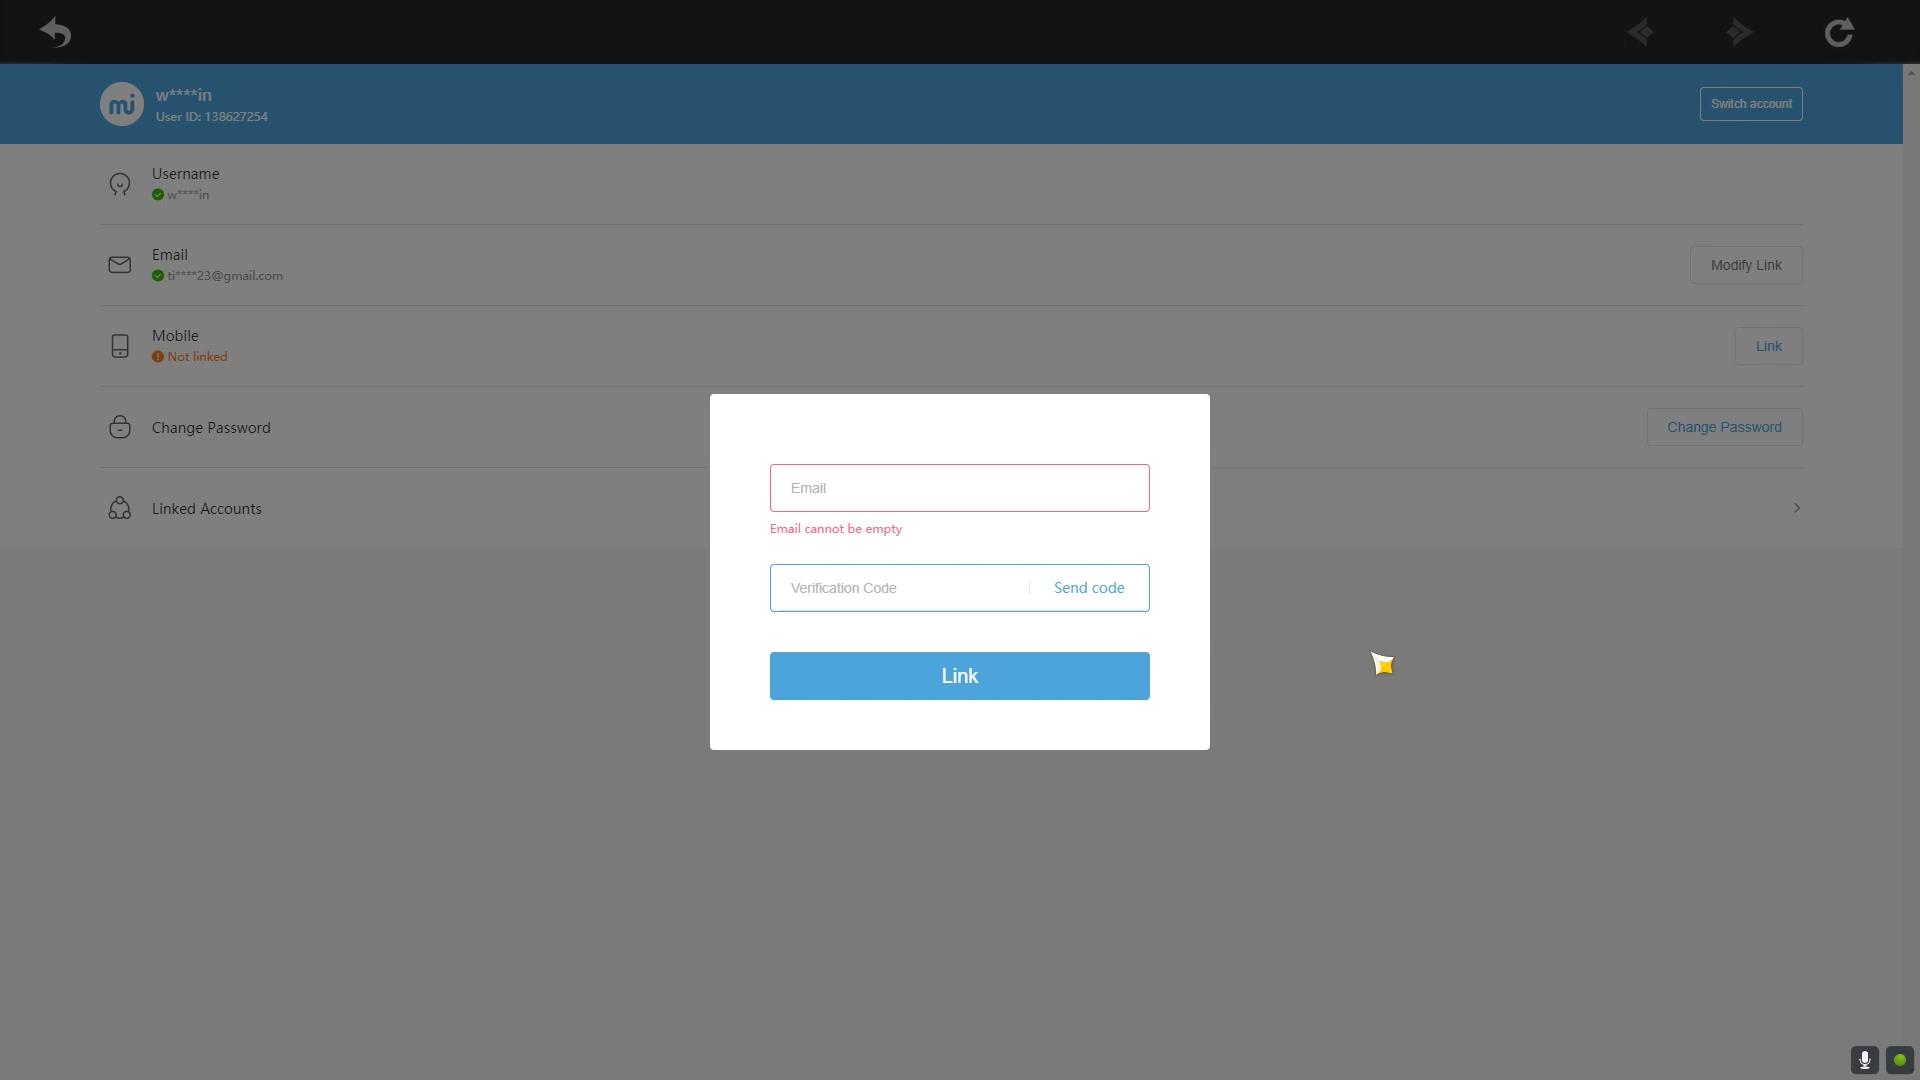 mi
w****in
User ID: 138627254
Switch account
Username
w****in
Email
ti****23@gmail.com
Modify Link
Mobile
Not linked
Link
Change Password
Change Password
Linked Accounts
Email
Email cannot be empty
Verification Code
Send code
Link